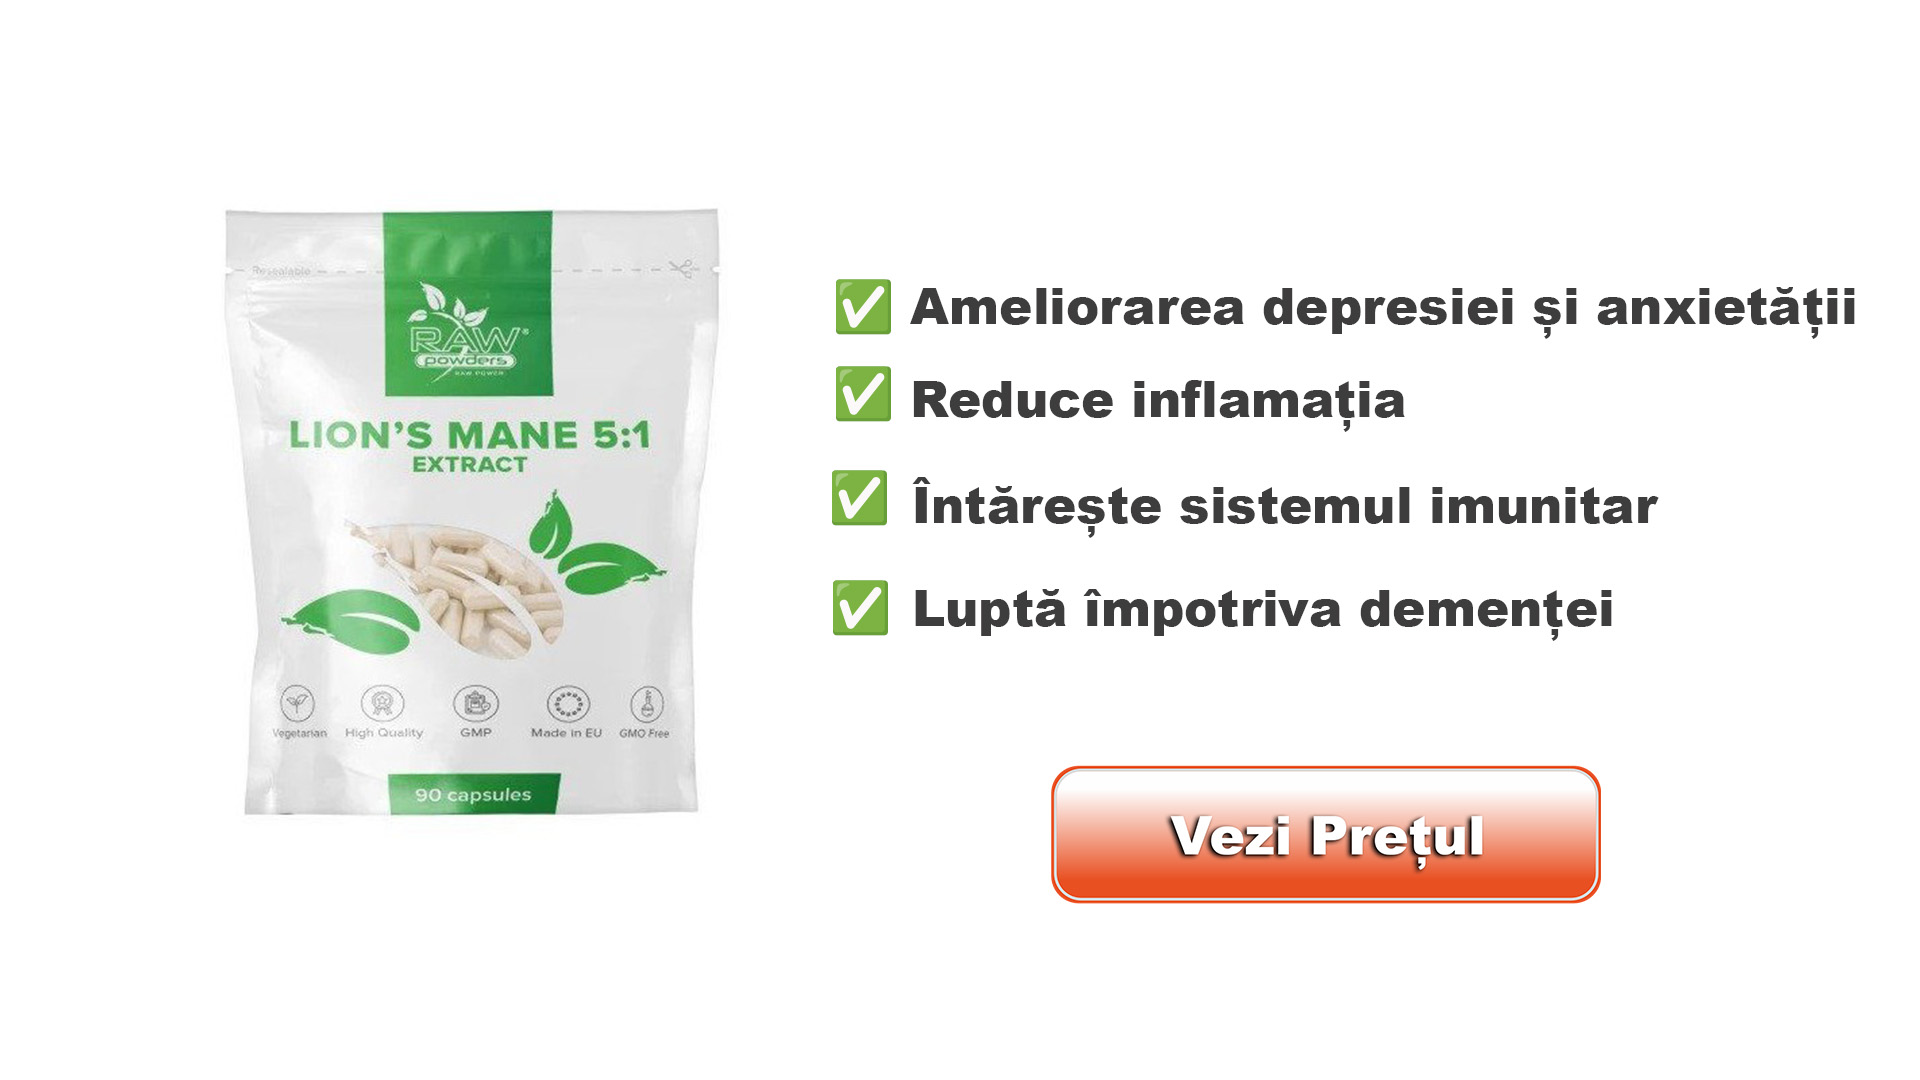 Resealable
RAW®
powders
RAW POWER
LION'S MANE 5:1
EXTRACT
Vegetarian High Quality GMP Made in EU GMO Free
90 capsules
✅ Ameliorarea depresiei și anxietății
✅ Reduce inflamația
✅ Întărește sistemul imunitar
✅ Luptă împotriva demenței
Vezi Prețul